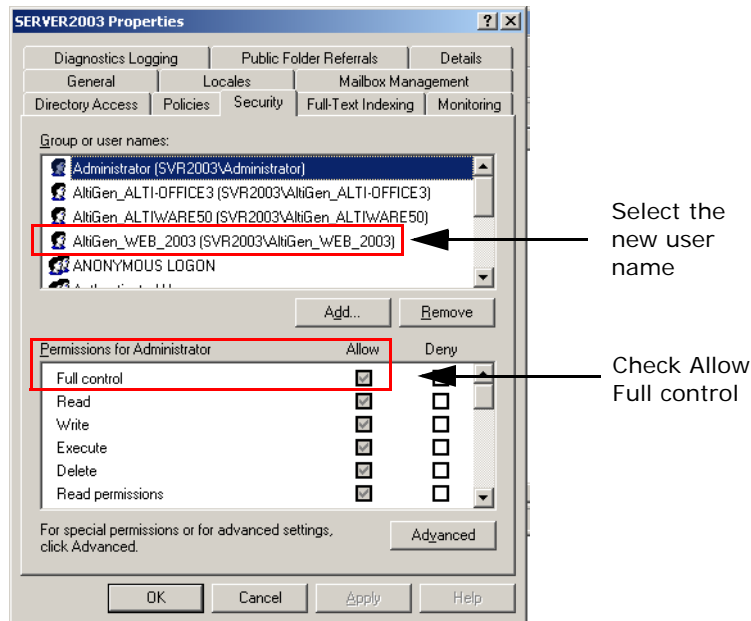 SERVER2003 Properties
Diagnostics Logging
Public Folder Referrals
Details
General
Locales
Mailbox Management
Directory Access
Policies
Security
Full-Text Indexing
Monitoring
Group or user names:
Administrator (SVR2003\Administrator)
AltiGen_ALTI-OFFICE3 (SVR2003\AltiGen_ALTI-OFFICE3)
AltiGen_ALTIWARE50 (SVR2003\AltiGen_ALTIWARE50)
AltiGen_WEB_2003 (SVR2003\AltiGen_WEB_2003)
ANONYMOUS LOGON
Select the
new user
name
Add...
Remove
Permissions for Administrator
Allow
Deny
Full control
Read
Write
Execute
Delete
Read permissions
Check Allow
Full control
For special permissions or for advanced settings,
click Advanced.
Advanced
OK
Cancel
Apply
Help